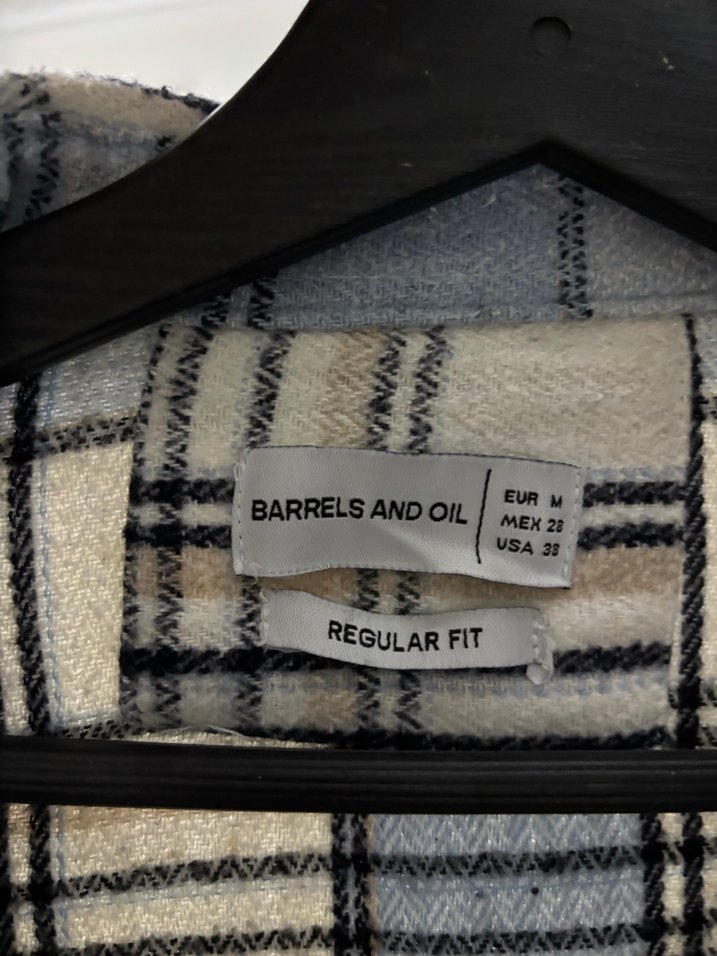 BARRELS AND OIL
EUR M
MEX 28
USA 38
REGULAR FIT